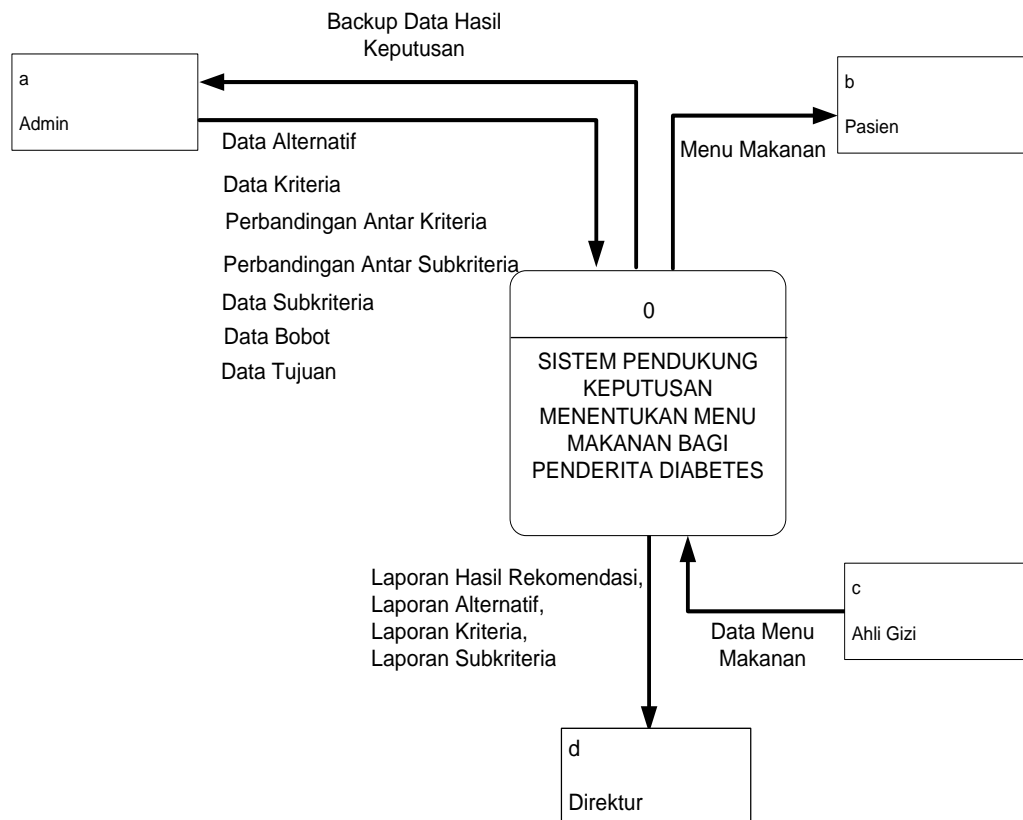 Backup Data Hasil
Keputusan
a
Admin
b
Pasien
Data Alternatif
Menu Makanan
Data Kriteria
Perbandingan Antar Kriteria
Perbandingan Antar Subkriteria
Data Subkriteria
Data Bobot
Data Tujuan
0
SISTEM PENDUKUNG
KEPUTUSAN
MENENTUKAN MENU
MAKANAN BAGI
PENDERITA DIABETES
Laporan Hasil Rekomendasi,
Laporan Alternatif,
Laporan Kriteria,
Laporan Subkriteria
Data Menu
Makanan
c
Ahli Gizi
d
Direktur